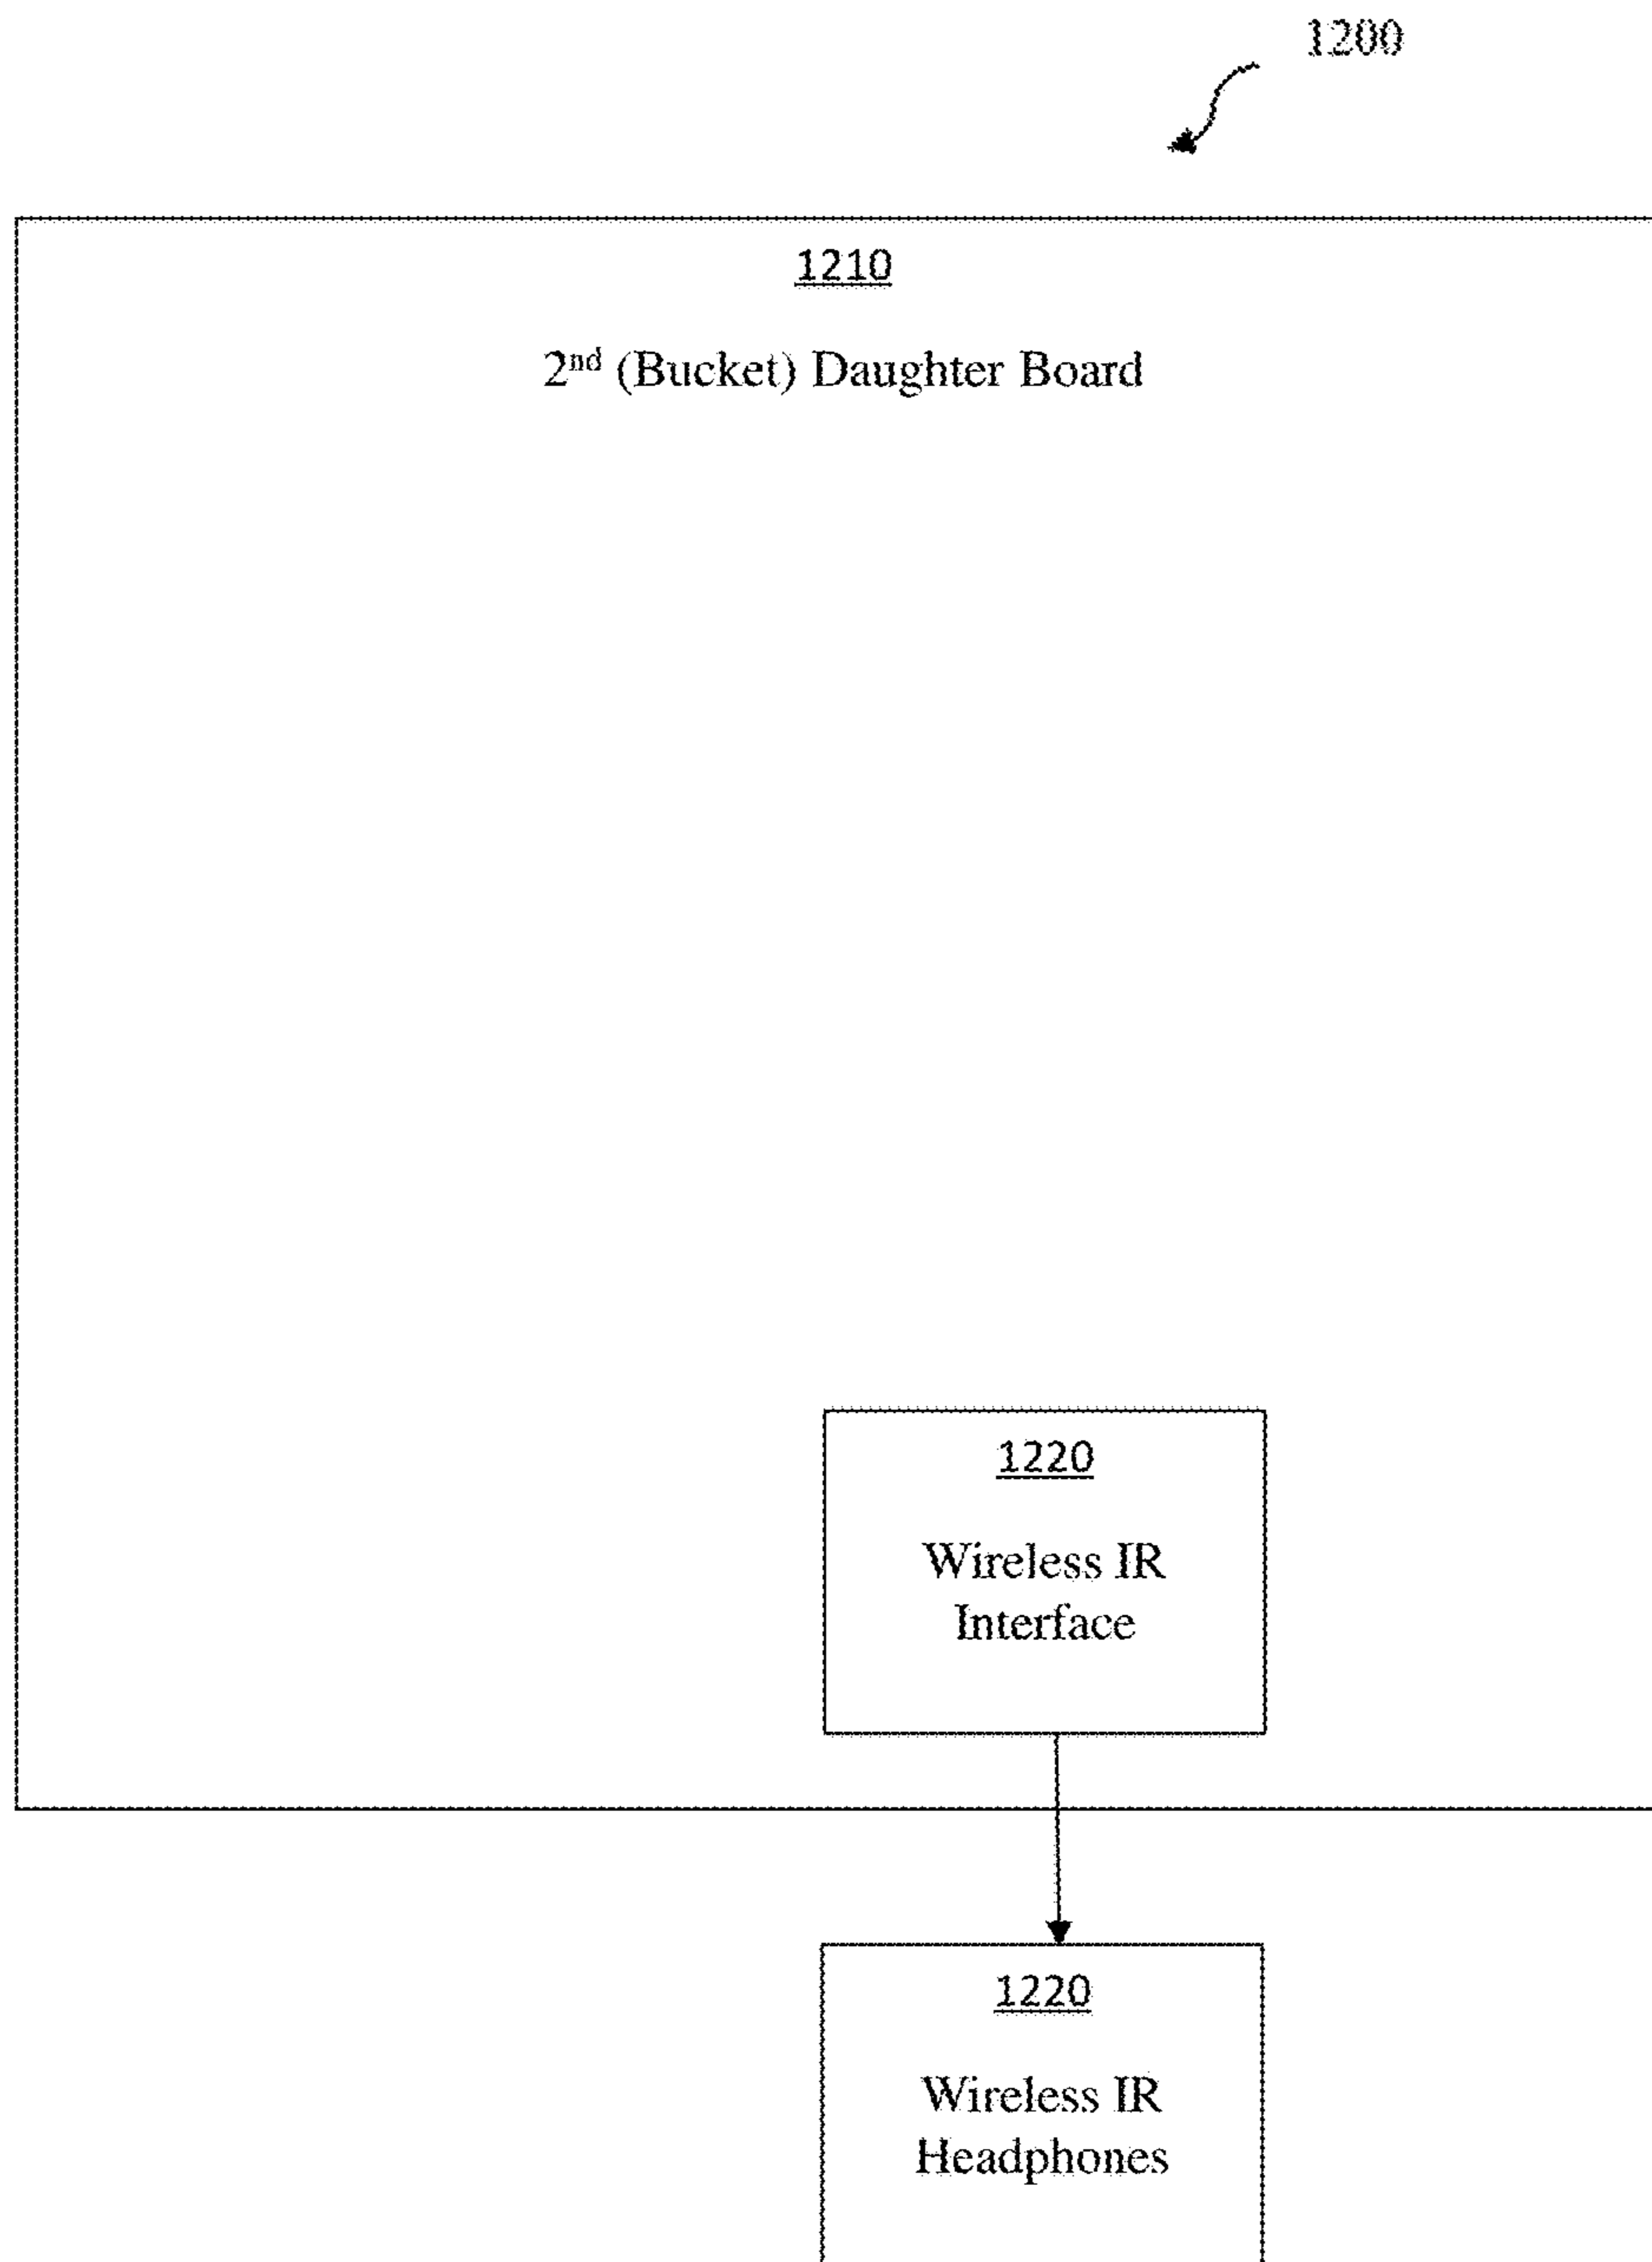 1200
1210
2nd (Bucket) Daughter Board
1220
Wireless IR
Interface
1220
Wireless IR
Headphones